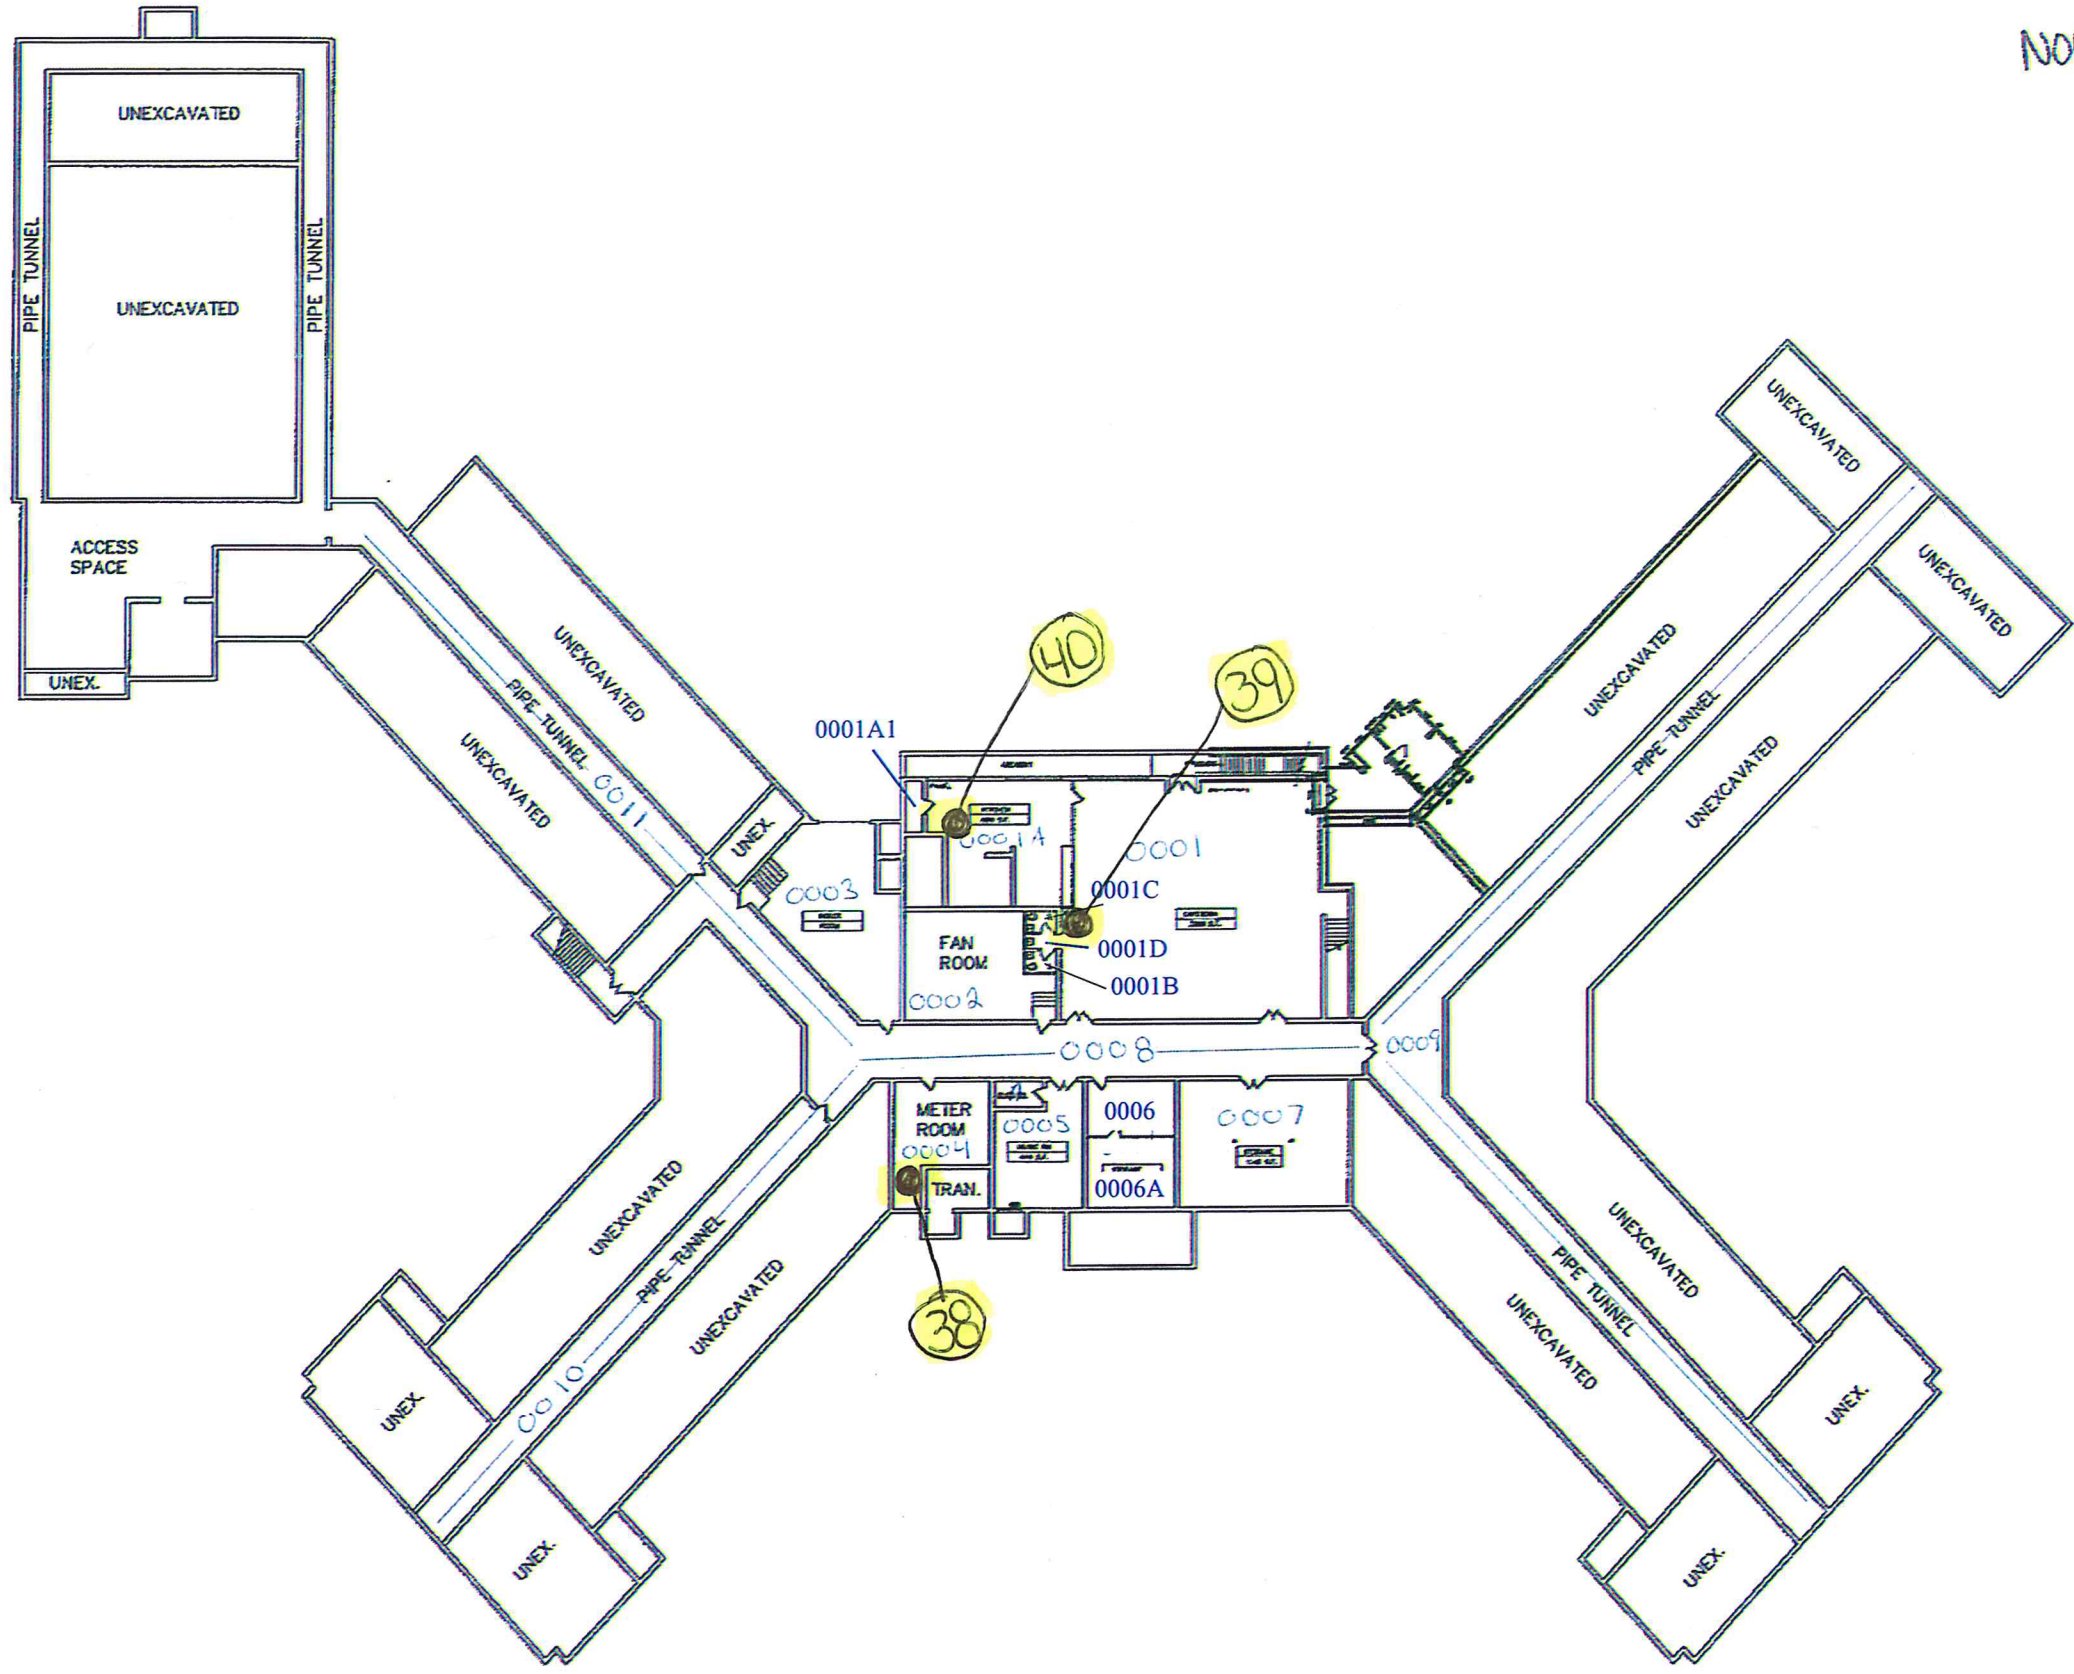 NO
UNEXCAVATED
PIPE TUNNEL
PIPE TUNNEL
UNEXCAVATED
UNEXCAVATED
UNEXCAVATED
ACCESS
SPACE
UNEX.
UNEXCAVATED
PIPE TUNNEL
0011
UNEXCAVATED
40
39
UNEXCAVATED
PIPE TUNNEL
UNEXCAVATED
0001A1
UNEX.
0001A
0001
0003
BOILER
ROOM
0001C
FAN
ROOM
0001D
0001B
0002
0008
0009
METER
ROOM
0004
0005
0006
0007
STORAGE
TRAN.
0006A
38
UNEXCAVATED
PIPE TUNNEL
UNEXCAVATED
0010
UNEX.
UNEX.
UNEXCAVATED
PIPE TUNNEL
UNEXCAVATED
UNEX.
UNEX.